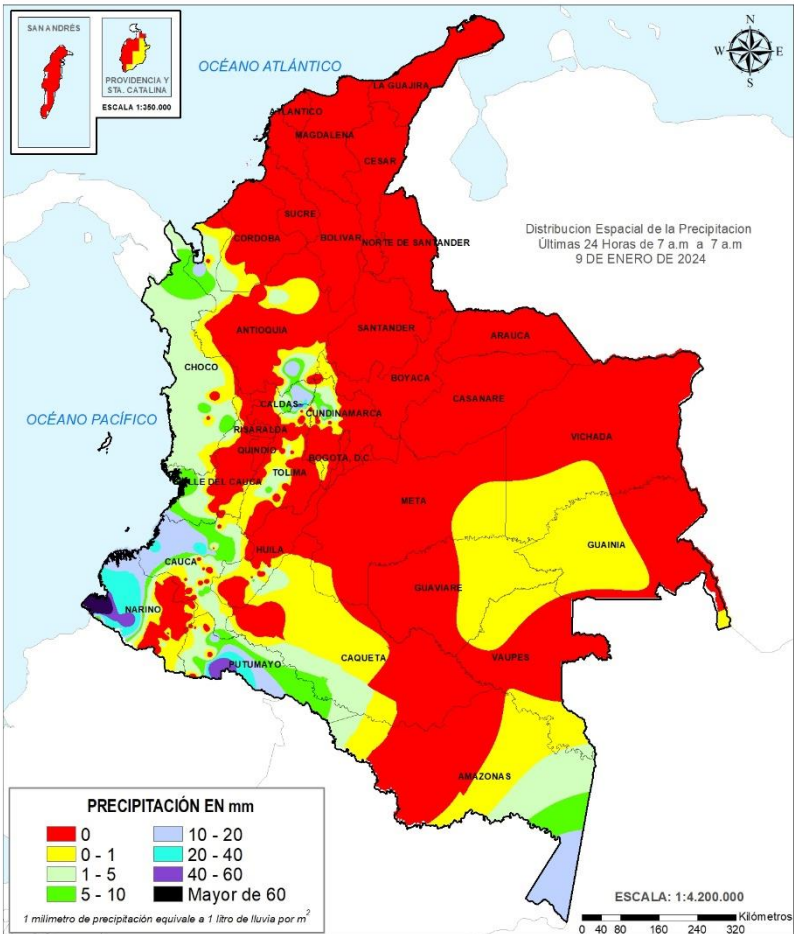 SAN ANDRÉS
PROVIDENCIA Y
STA. CATALINA
ESCALA 1:350.000
OCÉANO ATLÁNTICO
N
W
E
S
LA GUAJIRA
ATLANTICO
MAGDALENA
CESAR
SUCRE
CORDOBA
BOLIVAR
NORTE DE SANTANDER
Distribucion Espacial de la Precipitacion
Últimas 24 Horas de 7 a.m a 7 a.m
9 DE ENERO DE 2024
ANTIOQUIA
SANTANDER
ARAUCA
CHOCO
BOYACA
CASANARE
CALDAS
CUNDINAMARCA
OCÉANO PACÍFICO
RISARALDA
VICHADA
QUINDIO
BOGOTA, D.C.
TOLIMA
VALLE DEL CAUCA
META
HUILA
GUAINIA
CAUCA
GUAVIARE
NARINO
PUTUMAYO
CAQUETA
VAUPES
AMAZONAS
PRECIPITACIÓN EN mm
0
0 - 1
1 - 5
5 - 10
10 - 20
20 - 40
40 - 60
Mayor de 60
1 milimetro de precipitación equivale a 1 litro de lluvia por m²
ESCALA: 1:4.200.000
Kilómetros
0 40 80 160 240 320